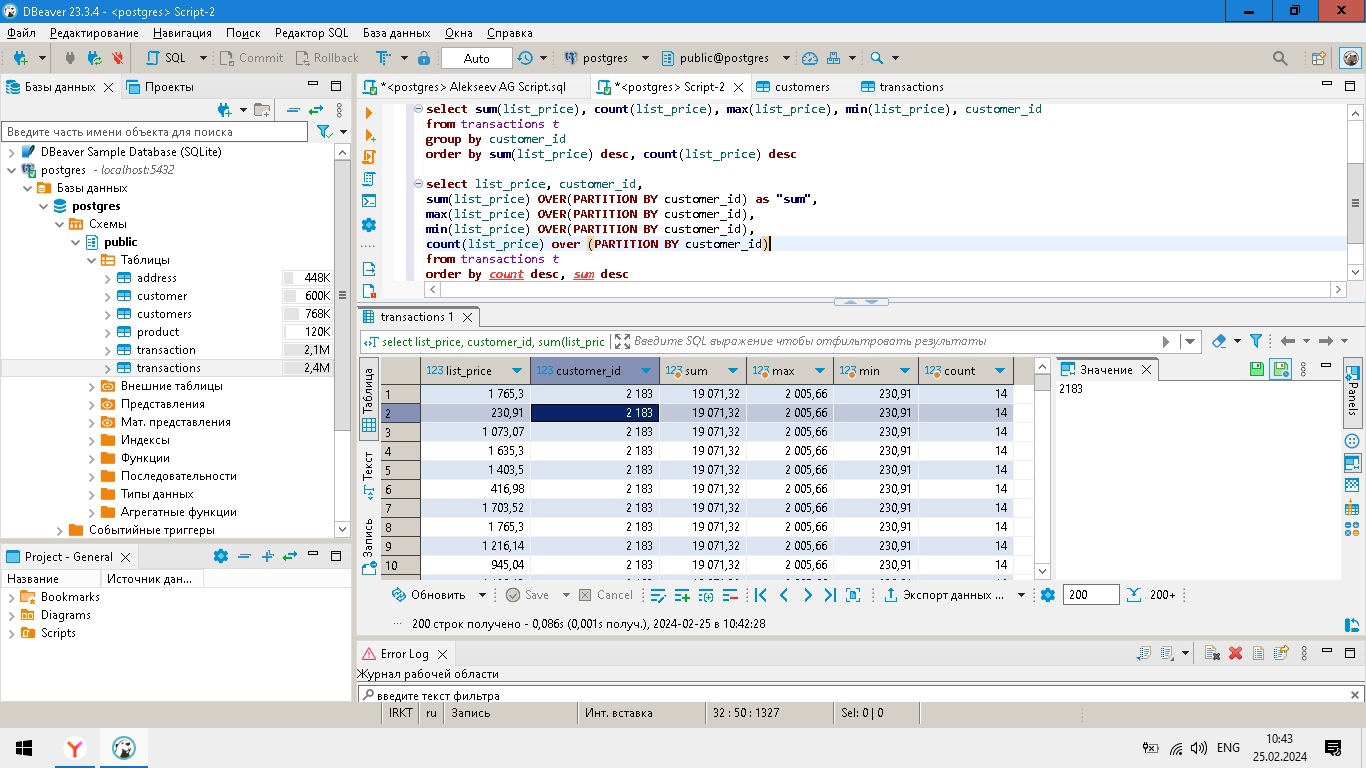 DBeaver 23.3.4 - <postgres> Script-2
Файл Редактирование Навигация Поиск Редактор SQL База данных Окна Справка
SQL Commit Rollback Auto postgres public@postgres
Базы данных Проекты
Введите часть имени объекта для поиска
DBeaver Sample Database (SQLite)
postgres - localhost:5432
Базы данных
postgres
Схемы
public
Таблицы
address 448K
customer 600K
customers 768K
product 120K
transaction 2,1M
transactions 2,4M
Внешние таблицы
Представления
Мат. представления
Индексы
Функции
Последовательности
Типы данных
Агрегатные функции
Событийные триггеры
Project - General
Название Источник дан...
Bookmarks
Diagrams
Scripts
*<postgres> Alekseev AG Script.sql *<postgres> Script-2 customers transactions
select sum(list_price), count(list_price), max(list_price), min(list_price), customer_id
from transactions t
group by customer_id
order by sum(list_price) desc, count(list_price) desc
select list_price, customer_id,
sum(list_price) OVER(PARTITION BY customer_id) as "sum",
max(list_price) OVER(PARTITION BY customer_id),
min(list_price) OVER(PARTITION BY customer_id),
count(list_price) over (PARTITION BY customer_id)
from transactions t
order by count desc, sum desc
transactions 1
select list_price, customer_id, sum(list_pric Введите SQL выражение чтобы отфильтровать результаты
Таблица
Текст
Запись
123 list_price 123 customer_id 123 sum 123 max 123 min 123 count
1 1 765,3 2 183 19 071,32 2 005,66 230,91 14
2 230,91 2 183 19 071,32 2 005,66 230,91 14
3 1 073,07 2 183 19 071,32 2 005,66 230,91 14
4 1 635,3 2 183 19 071,32 2 005,66 230,91 14
5 1 403,5 2 183 19 071,32 2 005,66 230,91 14
6 416,98 2 183 19 071,32 2 005,66 230,91 14
7 1 703,52 2 183 19 071,32 2 005,66 230,91 14
8 1 765,3 2 183 19 071,32 2 005,66 230,91 14
9 1 216,14 2 183 19 071,32 2 005,66 230,91 14
10 945,04 2 183 19 071,32 2 005,66 230,91 14
Значение
2183
Panels
Обновить Save Cancel Экспорт данных ... 200 200+
200 строк получено - 0,086s (0,001s получ.), 2024-02-25 в 10:42:28
Error Log
Журнал рабочей области
введите текст фильтра
IRKT ru Запись Инт. вставка 32 : 50 : 1327 Sel: 0 | 0
ENG 10:43
25.02.2024